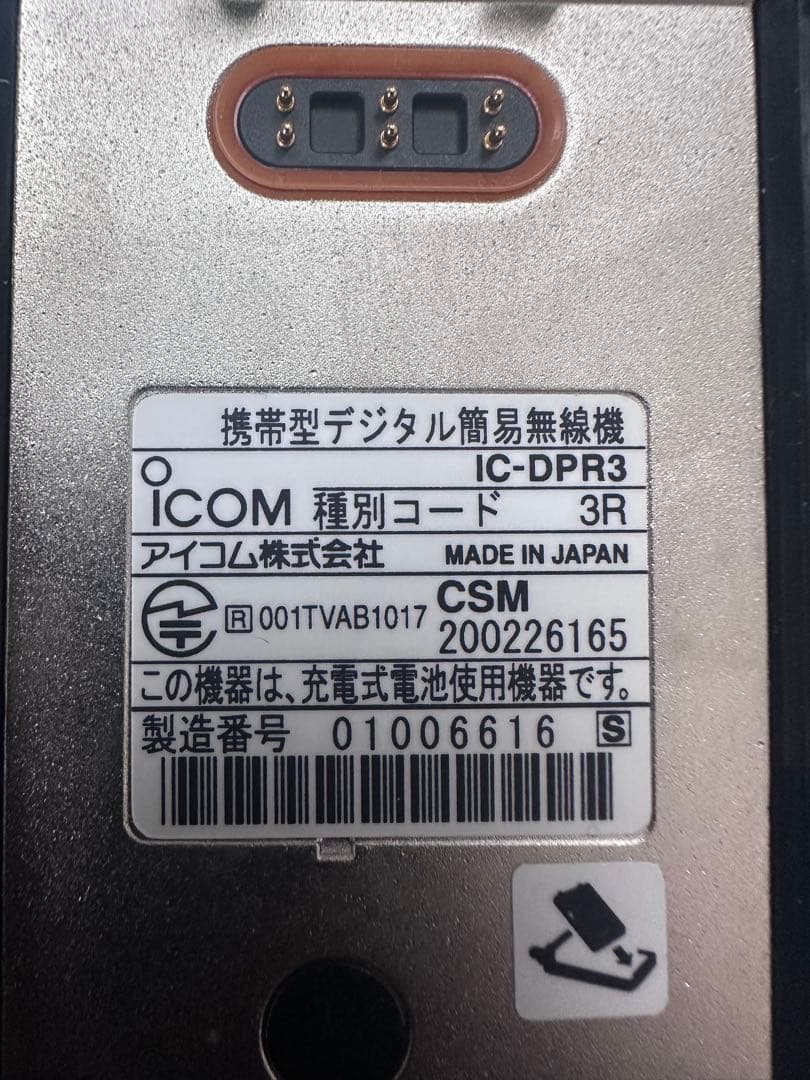 携帯型デジタル簡易無線機
IC-DPR3
ICOM 種別コード 3R
アイコム株式会社 MADE IN JAPAN
R 001TVAB1017 CSM 200226165
この機器は、充電式電池使用機器です。
製造番号 01006616 S